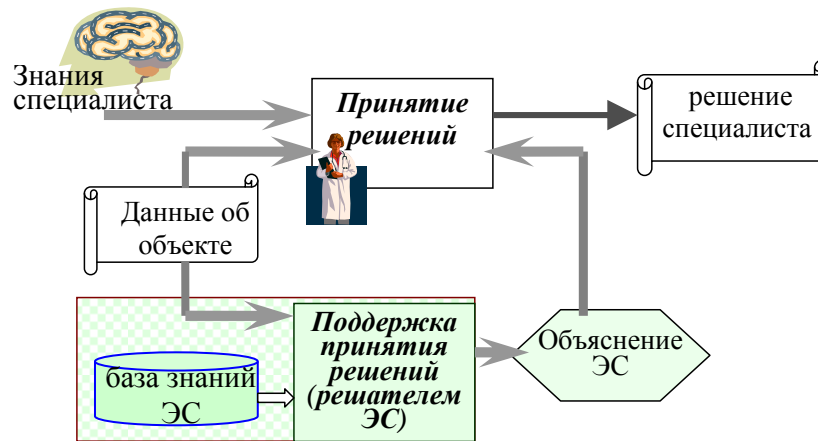 Знания
специалиста
Принятие
решений
решение
специалиста
Данные об
объекте
Поддержка
принятия
решений
(решателем
ЭС)
база знаний
ЭС
Объяснение
ЭС